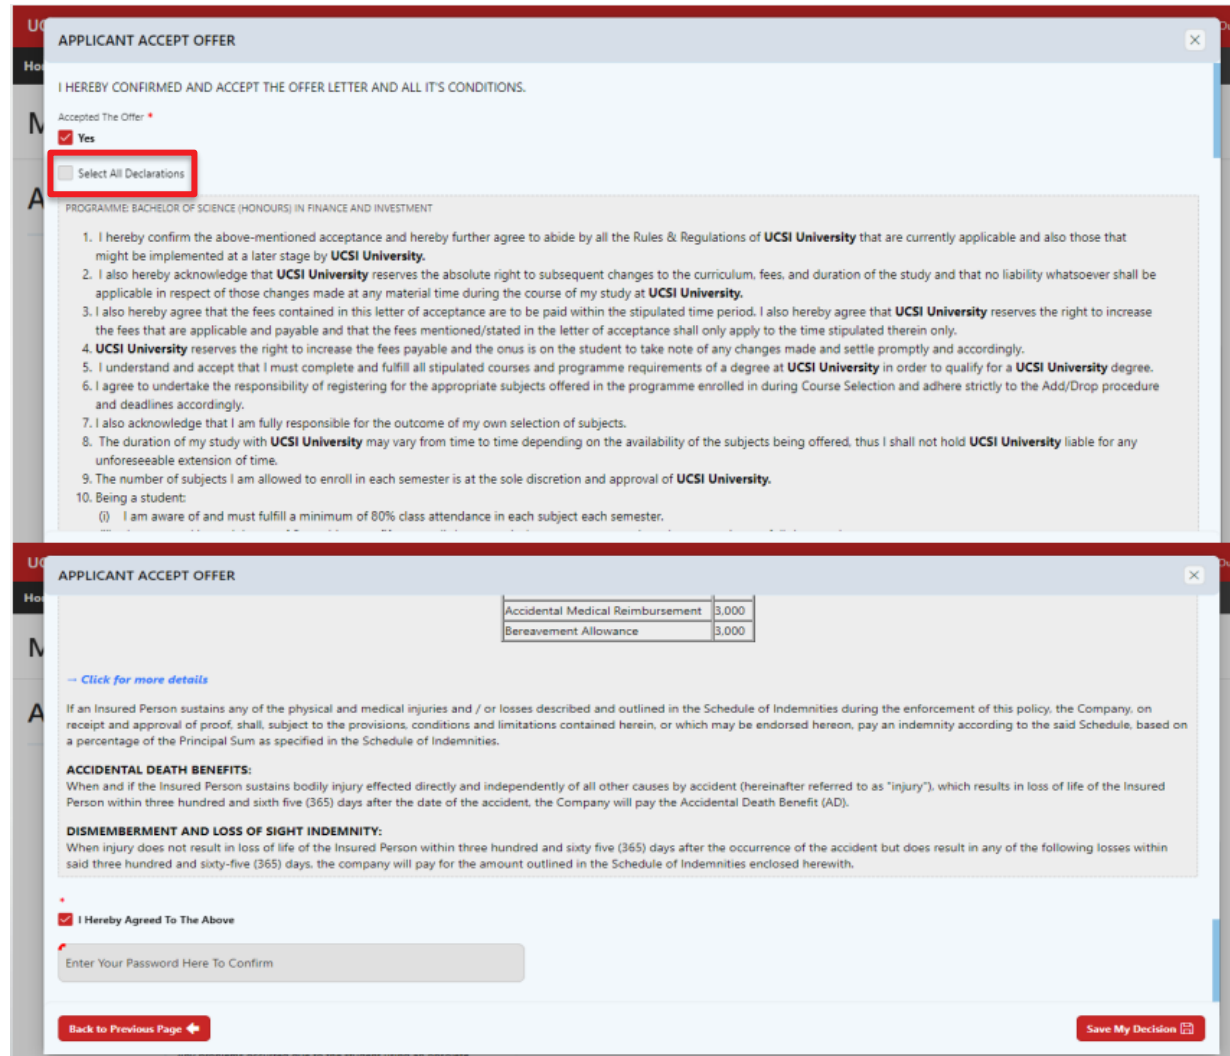 UC
APPLICANT ACCEPT OFFER
Ho
I HEREBY CONFIRMED AND ACCEPT THE OFFER LETTER AND ALL IT'S CONDITIONS.
Accepted The Offer *
Yes
Select All Declarations
PROGRAMME: BACHELOR OF SCIENCE (HONOURS) IN FINANCE AND INVESTMENT
1. I hereby confirm the above-mentioned acceptance and hereby further agree to abide by all the Rules & Regulations of UCSI University that are currently applicable and also those that
might be implemented at a later stage by UCSI University.
2. I also hereby acknowledge that UCSI University reserves the absolute right to subsequent changes to the curriculum, fees, and duration of the study and that no liability whatsoever shall be
applicable in respect of those changes made at any material time during the course of my study at UCSI University.
3. I also hereby agree that the fees contained in this letter of acceptance are to be paid within the stipulated time period. I also hereby agree that UCSI University reserves the right to increase
the fees that are applicable and payable and that the fees mentioned/stated in the letter of acceptance shall only apply to the time stipulated therein only.
4. UCSI University reserves the right to increase the fees payable and the onus is on the student to take note of any changes made and settle promptly and accordingly.
5. I understand and accept that I must complete and fulfill all stipulated courses and programme requirements of a degree at UCSI University in order to qualify for a UCSI University degree.
6. I agree to undertake the responsibility of registering for the appropriate subjects offered in the programme enrolled in during Course Selection and adhere strictly to the Add/Drop procedure
and deadlines accordingly.
7. I also acknowledge that I am fully responsible for the outcome of my own selection of subjects.
8. The duration of my study with UCSI University may vary from time to time depending on the availability of the subjects being offered, thus I shall not hold UCSI University liable for any
unforeseeable extension of time.
9. The number of subjects I am allowed to enroll in each semester is at the sole discretion and approval of UCSI University.
10. Being a student:
(i) I am aware of and must fulfill a minimum of 80% class attendance in each subject each semester.
UC
APPLICANT ACCEPT OFFER
Ho
Accidental Medical Reimbursement 3,000
Bereavement Allowance 3,000
→ Click for more details
If an Insured Person sustains any of the physical and medical injuries and / or losses described and outlined in the Schedule of Indemnities during the enforcement of this policy, the Company, on
receipt and approval of proof, shall, subject to the provisions, conditions and limitations contained herein, or which may be endorsed hereon, pay an indemnity according to the said Schedule, based on
a percentage of the Principal Sum as specified in the Schedule of Indemnities.
ACCIDENTAL DEATH BENEFITS:
When and if the Insured Person sustains bodily injury effected directly and independently of all other causes by accident (hereinafter referred to as "injury"), which results in loss of life of the Insured
Person within three hundred and sixth five (365) days after the date of the accident, the Company will pay the Accidental Death Benefit (AD).
DISMEMBERMENT AND LOSS OF SIGHT INDEMNITY:
When injury does not result in loss of life of the Insured Person within three hundred and sixty five (365) days after the occurrence of the accident but does result in any of the following losses within
said three hundred and sixty-five (365) days, the company will pay for the amount outlined in the Schedule of Indemnities enclosed herewith.
*
I Hereby Agreed To The Above
Enter Your Password Here To Confirm
Back to Previous Page
Save My Decision